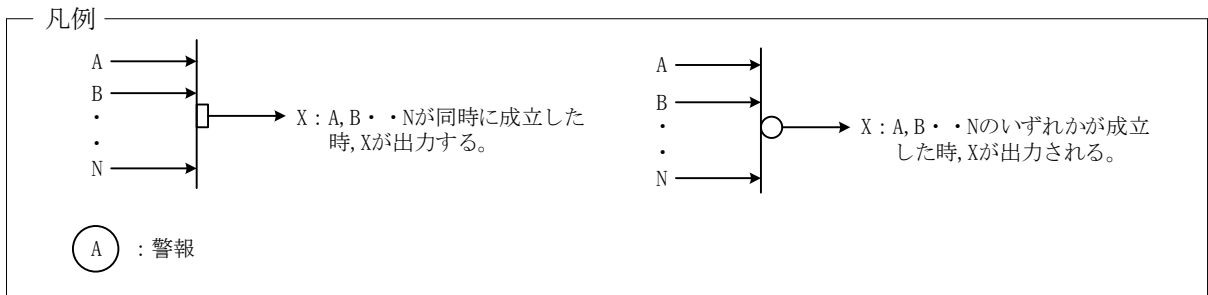 凡例
A
B
・
・
N
X：A,B・・Nが同時に成立した
時,Xが出力する。
A
B
・
・
N
X：A,B・・Nのいずれかが成立
した時,Xが出力される。
A ：警報